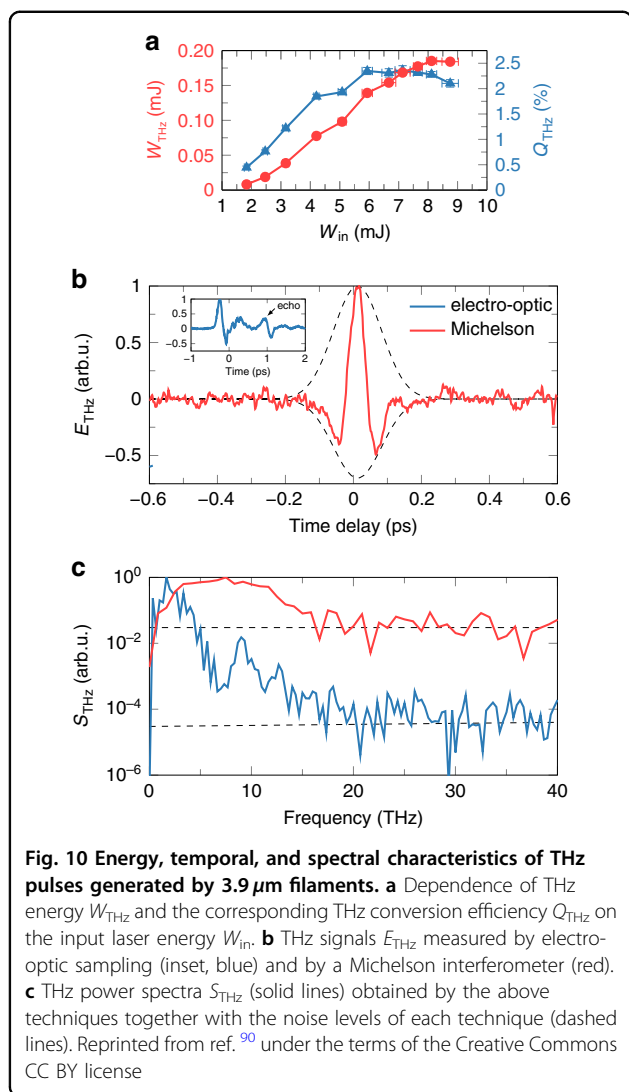 a
0.20
0.15
0.10
0.05
0
W_THz (mJ)
2.5
2
1.5
1
0.5
0
Q_THz (%)
1 2 3 4 5 6 7 8 9 10
W_in (mJ)
b
1
0.5
0
−0.5
E_THz (arb.u.)
1
0.5
0
−0.5
echo
−1 0 1 2
Time (ps)
electro-optic
Michelson
−0.6 −0.4 −0.2 0 0.2 0.4 0.6
Time delay (ps)
c
10^0
10^−2
10^−4
10^−6
S_THz (arb.u.)
0 10 20 30 40
Frequency (THz)
Fig. 10 Energy, temporal, and spectral characteristics of THz
pulses generated by 3.9 µm filaments. a Dependence of THz
energy W_THz and the corresponding THz conversion efficiency Q_THz on
the input laser energy W_in. b THz signals E_THz measured by electro-
optic sampling (inset, blue) and by a Michelson interferometer (red).
c THz power spectra S_THz (solid lines) obtained by the above
techniques together with the noise levels of each technique (dashed
lines). Reprinted from ref. 90 under the terms of the Creative Commons
CC BY license